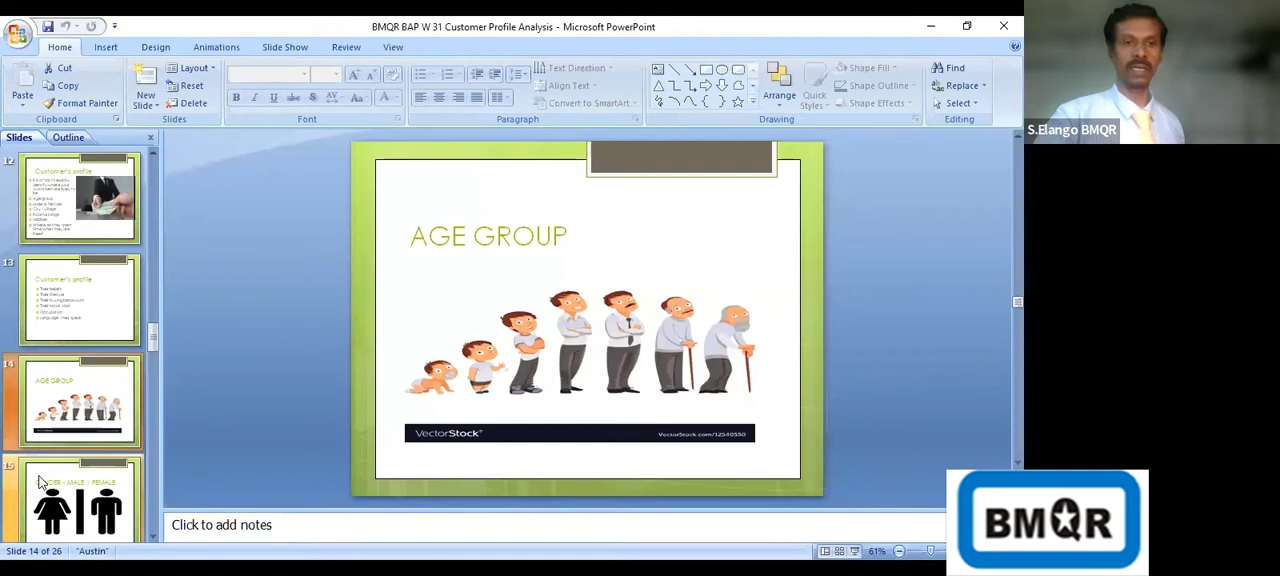 BMQR BAP W 31 Customer Profile Analysis - Microsoft PowerPoint
Home Insert Design Animations Slide Show Review View
Paste
Cut
Copy
Format Painter
Clipboard
New Slide
Layout
Reset
Delete
Slides
Font
Text Direction
Align Text
Convert to SmartArt
Paragraph
Arrange
Quick Styles
Shape Fill
Shape Outline
Shape Effects
Drawing
Find
Replace
Select
Editing
S.Elango BMQR
Slides Outline
12
Customer's profile
13
Customer's profile
14
AGE GROUP
15
MALE / FEMALE
AGE GROUP
VectorStock® VectorStock.com/12540550
Click to add notes
Slide 14 of 26 "Austin" 61%
BMQR